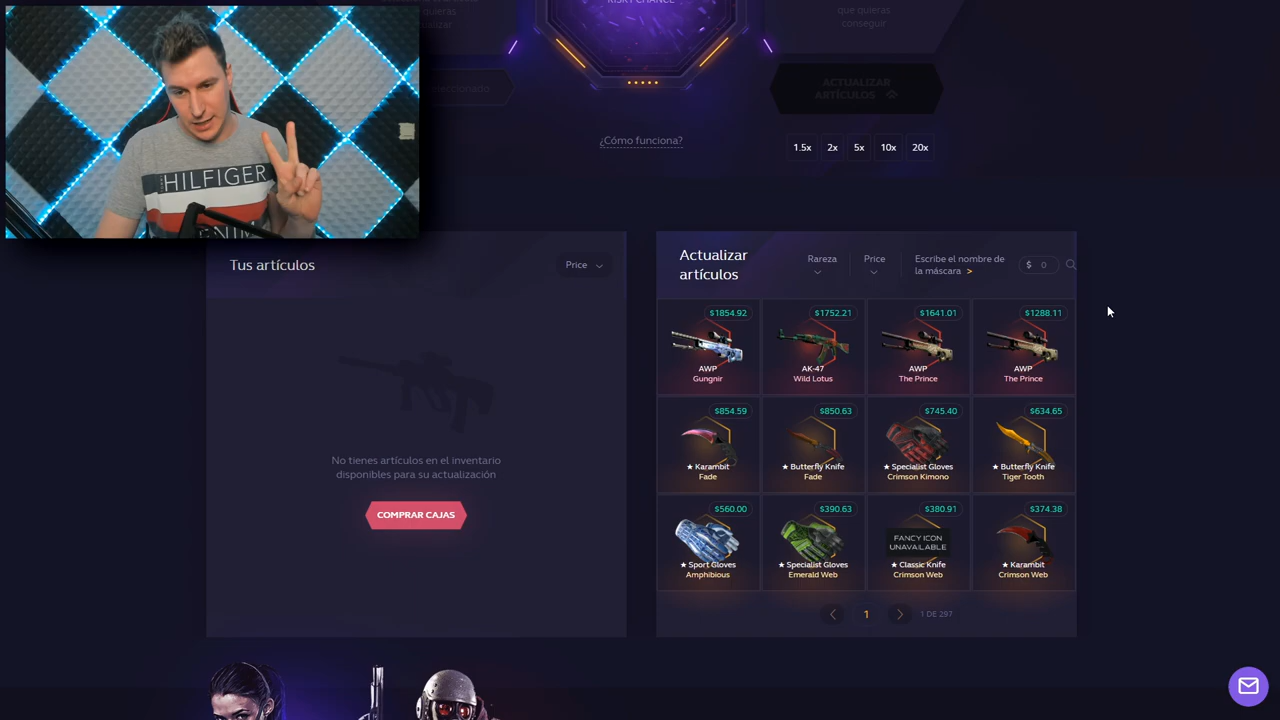 RISKY CHANCE
que quieras
conseguir
ACTUALIZAR
ARTÍCULOS
¿Cómo funciona?
1.5x 2x 5x 10x 20x
HILFIGER
DENIM
Tus artículos
Price
No tienes artículos en el inventario
disponibles para su actualización
COMPRAR CAJAS
Actualizar
artículos
Rareza
Price
Escribe el nombre de
la máscara >
$ 0
$1854.92
AWP
Gungnir
$1752.21
AK-47
Wild Lotus
$1641.01
AWP
The Prince
$1288.11
AWP
The Prince
$854.59
★ Karambit
Fade
$850.63
★ Butterfly Knife
Fade
$745.40
★ Specialist Gloves
Crimson Kimono
$634.65
★ Butterfly Knife
Tiger Tooth
$560.00
★ Sport Gloves
Amphibious
$390.63
★ Specialist Gloves
Emerald Web
$380.91
FANCY ICON
UNAVAILABLE
★ Classic Knife
Crimson Web
$374.38
★ Karambit
Crimson Web
1
1 DE 297